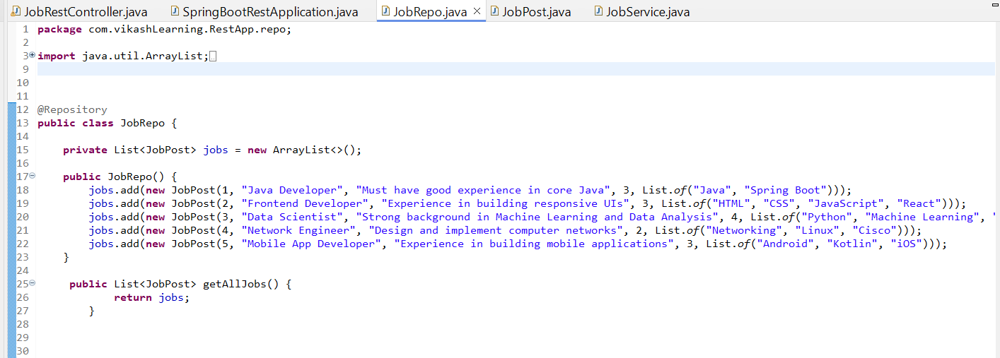 JobRestController.java SpringBootRestApplication.java JobRepo.java JobPost.java JobService.java
1 package com.vikashLearning.RestApp.repo;
2
3 import java.util.ArrayList;
9
10
11
12 @Repository
13 public class JobRepo {
14
15     private List<JobPost> jobs = new ArrayList<>();
16
17     public JobRepo() {
18         jobs.add(new JobPost(1, "Java Developer", "Must have good experience in core Java", 3, List.of("Java", "Spring Boot")));
19         jobs.add(new JobPost(2, "Frontend Developer", "Experience in building responsive UIs", 3, List.of("HTML", "CSS", "JavaScript", "React")));
20         jobs.add(new JobPost(3, "Data Scientist", "Strong background in Machine Learning and Data Analysis", 4, List.of("Python", "Machine Learning", "
21         jobs.add(new JobPost(4, "Network Engineer", "Design and implement computer networks", 2, List.of("Networking", "Linux", "Cisco")));
22         jobs.add(new JobPost(5, "Mobile App Developer", "Experience in building mobile applications", 3, List.of("Android", "Kotlin", "iOS")));
23     }
24
25      public List<JobPost> getAllJobs() {
26             return jobs;
27         }
28
29
30